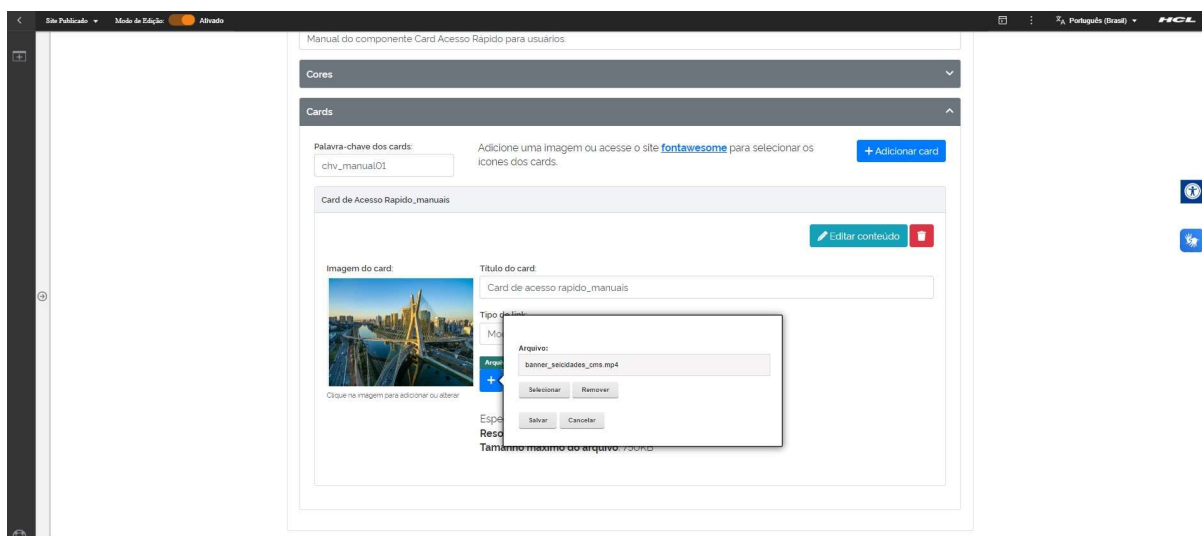 Site Publicado
Modo de Edição:
Ativado
Português (Brasil)
HCL
Manual do componente Card Acesso Rápido para usuários.
Cores
Cards
Palavra-chave dos cards:
chv_manual01
Adicione uma imagem ou acesse o site fontawesome para selecionar os
ícones dos cards.
+ Adicionar card
Card de Acesso Rapido_manuais
Editar conteúdo
Imagem do card:
Clique na imagem para adicionar ou alterar
Título do card:
Card de acesso rapido_manuais
Tipo de link:
Arquivo:
banner_seicidades_cms.mp4
Selecionar
Remover
Salvar
Cancelar
Tamanho máximo do arquivo: 750KB